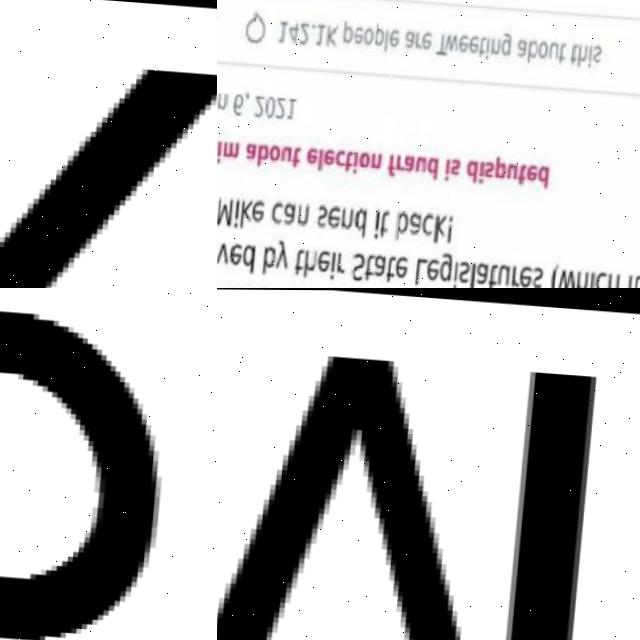 ved by their State Legislatures (which
Mike can send it back!
im about election fraud is disputed
n 6, 2021
142.1K people are Tweeting about this